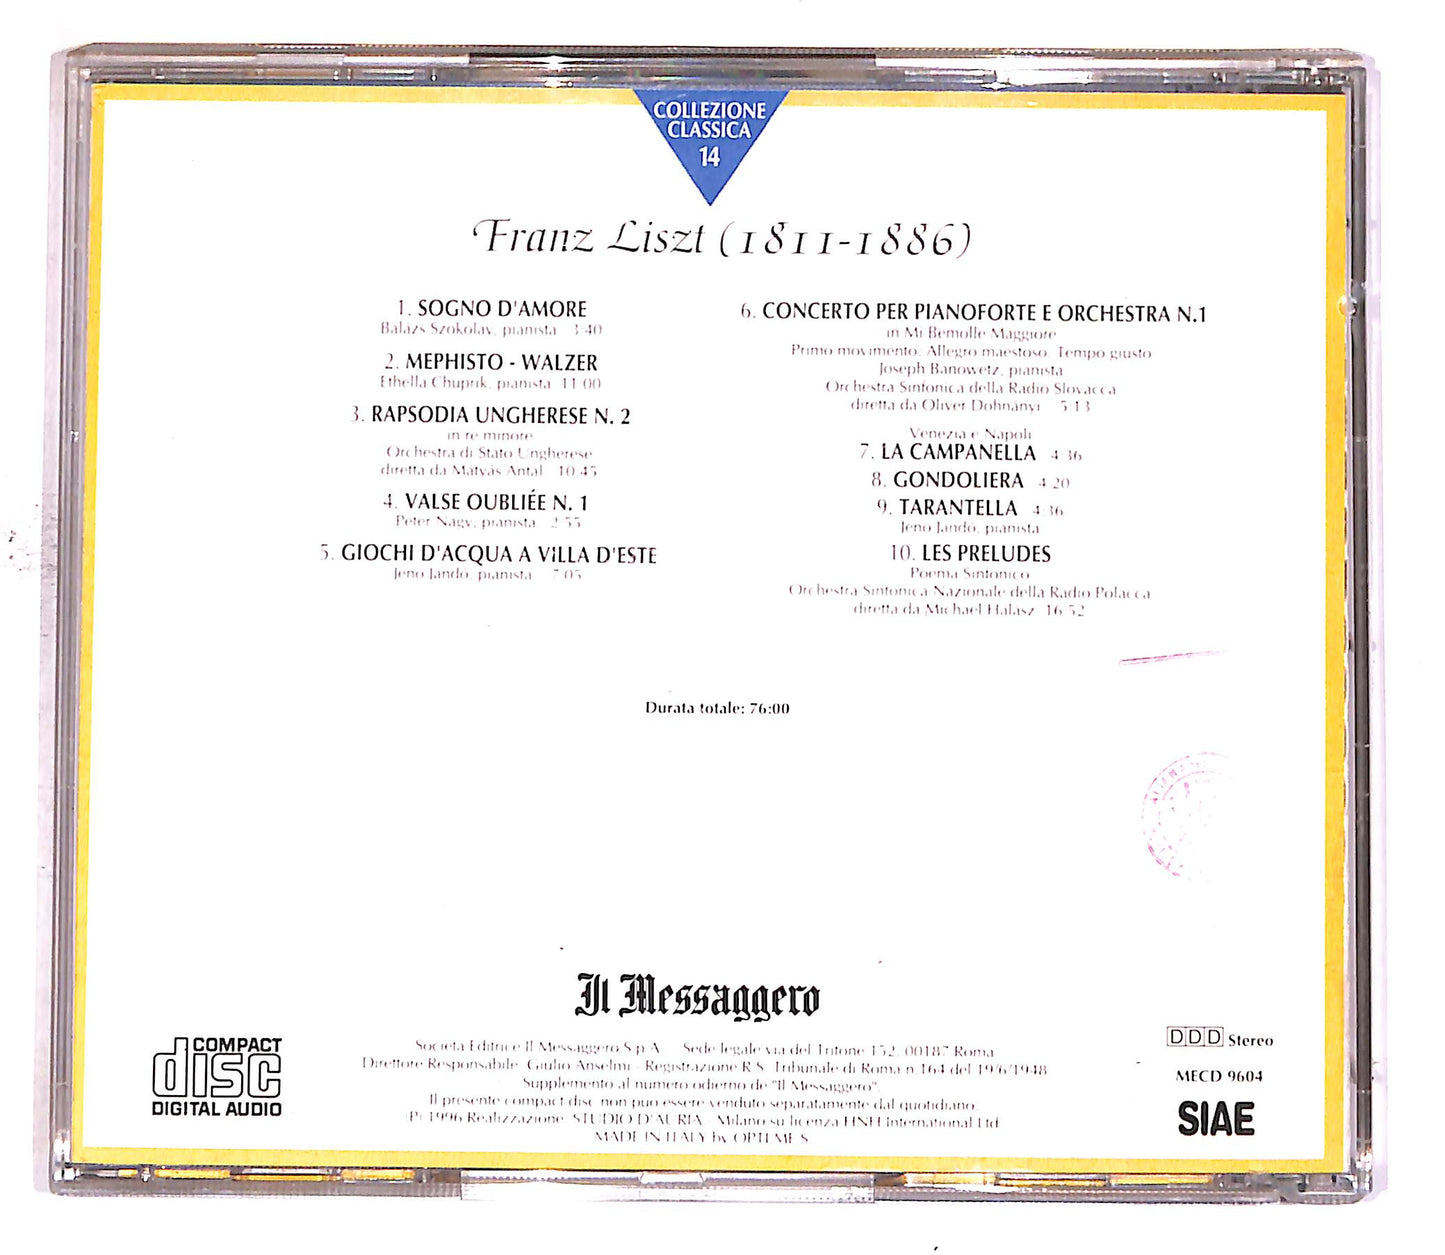 COLLEZIONE
CLASSICA
14
Franz Liszt (1811-1886)
1. SOGNO D'AMORE
Balázs Szokolay, pianista 3:40
2. MEPHISTO - WALZER
Ethella Chuprik, pianista 11:00
3. RAPSODIA UNGHERESE N. 2
in re minore
Orchestra di Stato Ungherese
diretta da Mátyás Antal 10:45
4. VALSE OUBLIÉE N. 1
Peter Nagy, pianista 2:55
5. GIOCHI D'ACQUA A VILLA D'ESTE
Jeno Jandó, pianista 7:05
6. CONCERTO PER PIANOFORTE E ORCHESTRA N.1
in Mi Bemolle Maggiore
Primo movimento: Allegro maestoso. Tempo giusto
Joseph Banowetz, pianista
Orchestra Sinfonica della Radio Slovacca
diretta da Oliver Dohnányi 5:13
Venezia e Napoli
7. LA CAMPANELLA 4:36
8. GONDOLIERA 4:20
9. TARANTELLA 4:36
Jeno Jandó, pianista
10. LES PRELUDES
Poema Sinfonico
Orchestra Sinfonica Nazionale della Radio Polacca
diretta da Michael Halász 16:52
Durata totale: 76:00
Il Messaggero
Società Editrice Il Messaggero S.p.A. Sede legale via del Tritone 152, 00187 Roma
Direttore Responsabile: Giulio Anselmi - Registrazione R.S. Tribunale di Roma n.164 del 19/6/1948
Supplemento al numero odierno de "Il Messaggero".
Il presente compact disc non può essere venduto separatamente dal quotidiano.
(P) 1996 Realizzazione: STUDIO D'AURIA - Milano su licenza HNH International Ltd
MADE IN ITALY by OPTI.ME.S
COMPACT
disc
DIGITAL AUDIO
DDD Stereo
MECD 9604
SIAE